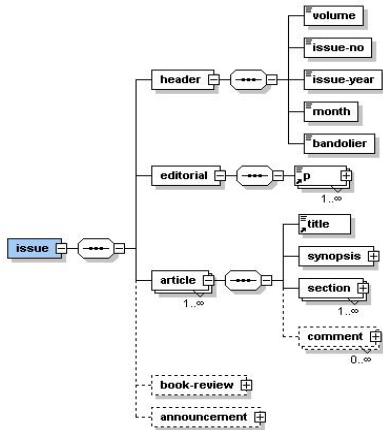 volume
issue-no
header
issue-year
month
bandolier
editorial
p
1..∞
title
issue
synopsis
article
section
1..∞
1..∞
comment
0..∞
book-review
announcement